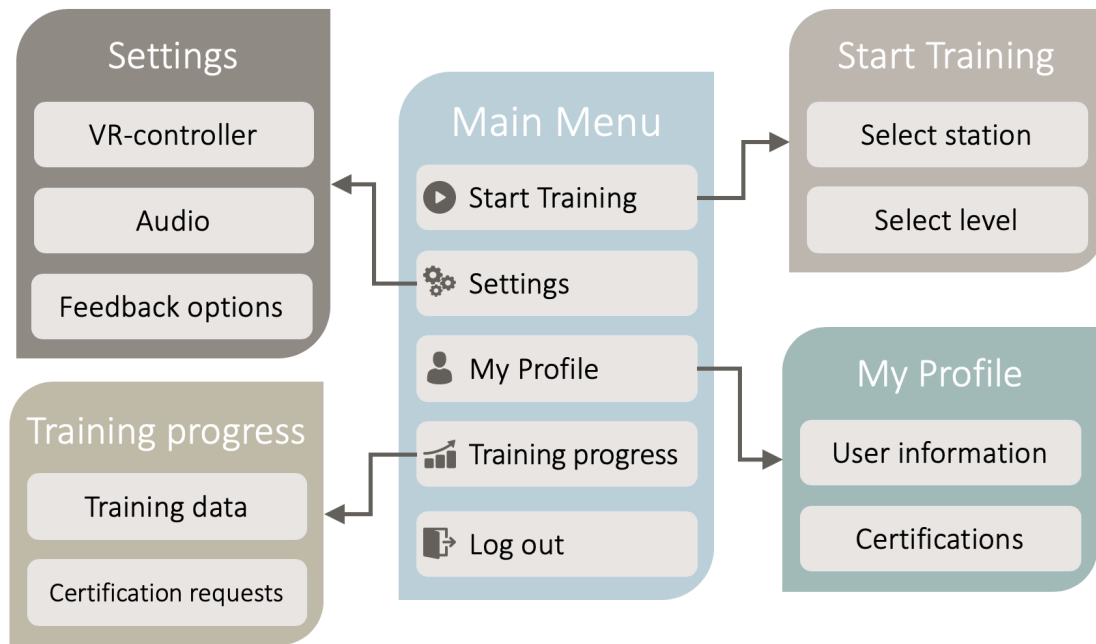 Settings
VR-controller
Audio
Feedback options
Training progress
Training data
Certification requests
Main Menu
Start Training
Settings
My Profile
Training progress
Log out
Start Training
Select station
Select level
My Profile
User information
Certifications